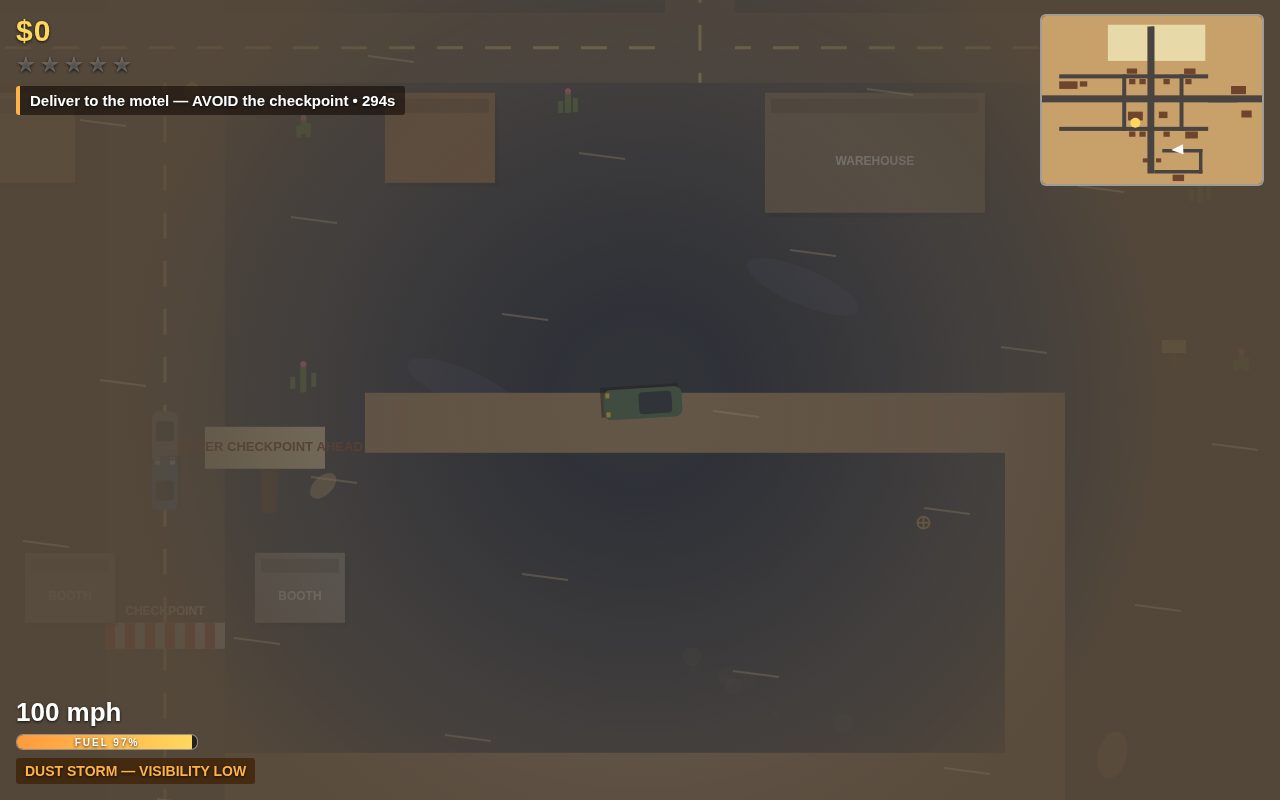 $0
Deliver to the motel — AVOID the checkpoint • 294s
WAREHOUSE
ER CHECKPOINT AHEAD
BOOTH
BOOTH
CHECKPOINT
100 mph
FUEL 97%
DUST STORM — VISIBILITY LOW